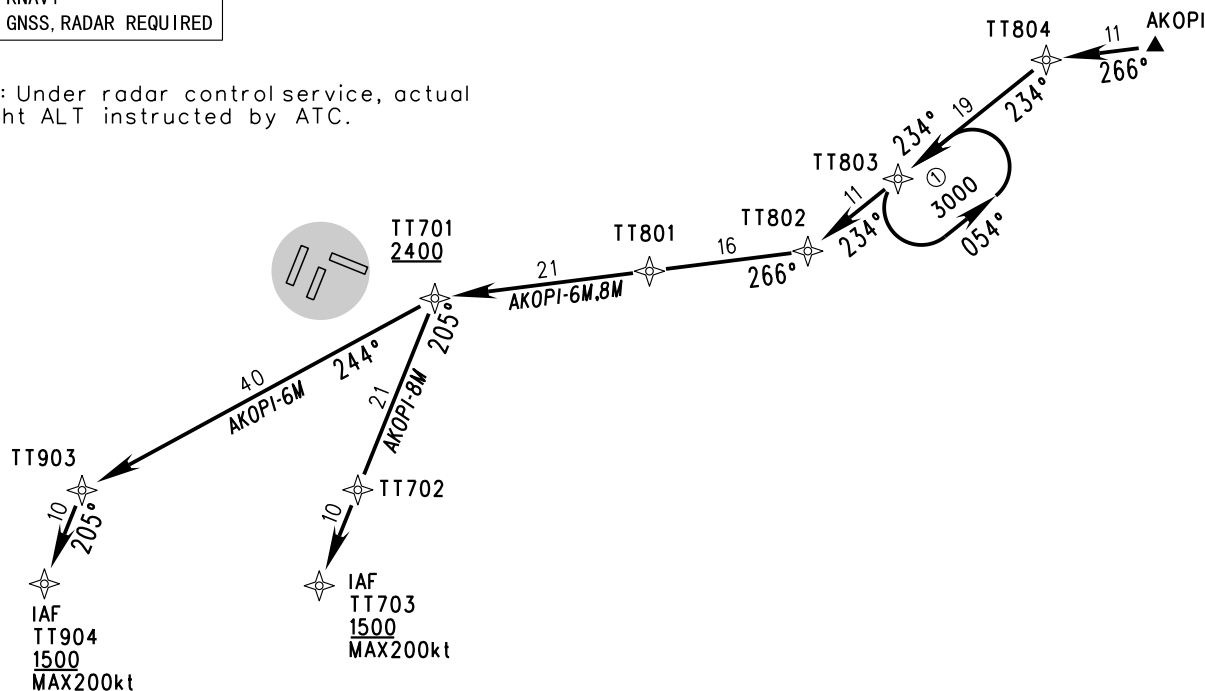 RNAV1
GNSS, RADAR REQUIRED
: Under radar control service, actual
ht ALT instructed by ATC.
AKOPI
11
266°
TT804
19
234°
234°
TT803
①
3000
054°
11
234°
TT802
16
266°
TT801
21
AKOPI-6M,8M
TT701
2400
205°
244°
40
AKOPI-6M
21
AKOPI-8M
TT903
10
205°
TT702
10
IAF
TT904
1500
MAX200kt
IAF
TT703
1500
MAX200kt